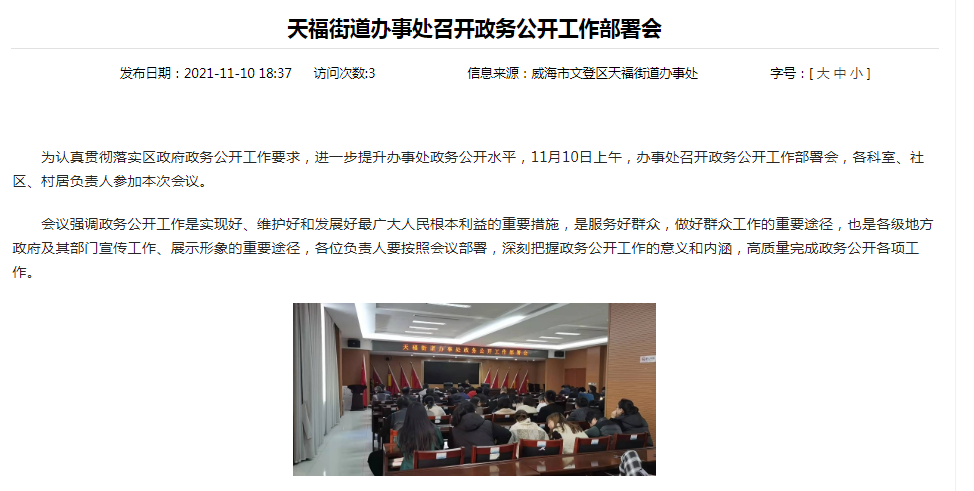 天福街道办事处召开政务公开工作部署会
发布日期：2021-11-10 18:37 访问次数:3 信息来源：威海市文登区天福街道办事处 字号：[ 大 中 小 ]
为认真贯彻落实区政府政务公开工作要求，进一步提升办事处政务公开水平，11月10日上午，办事处召开政务公开工作部署会，各科室、社
区、村居负责人参加本次会议。
会议强调政务公开工作是实现好、维护好和发展好最广大人民根本利益的重要措施，是服务好群众，做好群众工作的重要途径，也是各级地方
政府及其部门宣传工作、展示形象的重要途径，各位负责人要按照会议部署，深刻把握政务公开工作的意义和内涵，高质量完成政务公开各项工
作。
天福街道办事处政务公开工作部署会